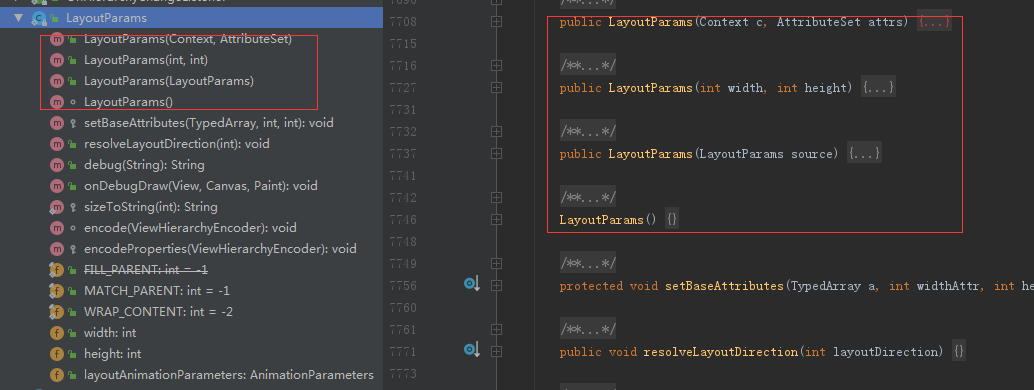 LayoutParams
LayoutParams(Context, AttributeSet)
LayoutParams(int, int)
LayoutParams(LayoutParams)
LayoutParams()
setBaseAttributes(TypedArray, int, int): void
resolveLayoutDirection(int): void
debug(String): String
onDebugDraw(View, Canvas, Paint): void
sizeToString(int): String
encode(ViewHierarchyEncoder): void
encodeProperties(ViewHierarchyEncoder): void
FILL_PARENT: int = -1
MATCH_PARENT: int = -1
WRAP_CONTENT: int = -2
width: int
height: int
layoutAnimationParameters: AnimationParameters
/**...*/
7708 public LayoutParams(Context c, AttributeSet attrs) {...}
7715
7716 /**...*/
7727 public LayoutParams(int width, int height) {...}
7731
7732 /**...*/
7737 public LayoutParams(LayoutParams source) {...}
7741
7742 /**...*/
7746 LayoutParams() {}
7748
7749 /**...*/
7756 protected void setBaseAttributes(TypedArray a, int widthAttr, int he
7760
7761 /**...*/
7771 public void resolveLayoutDirection(int layoutDirection) {}
7773